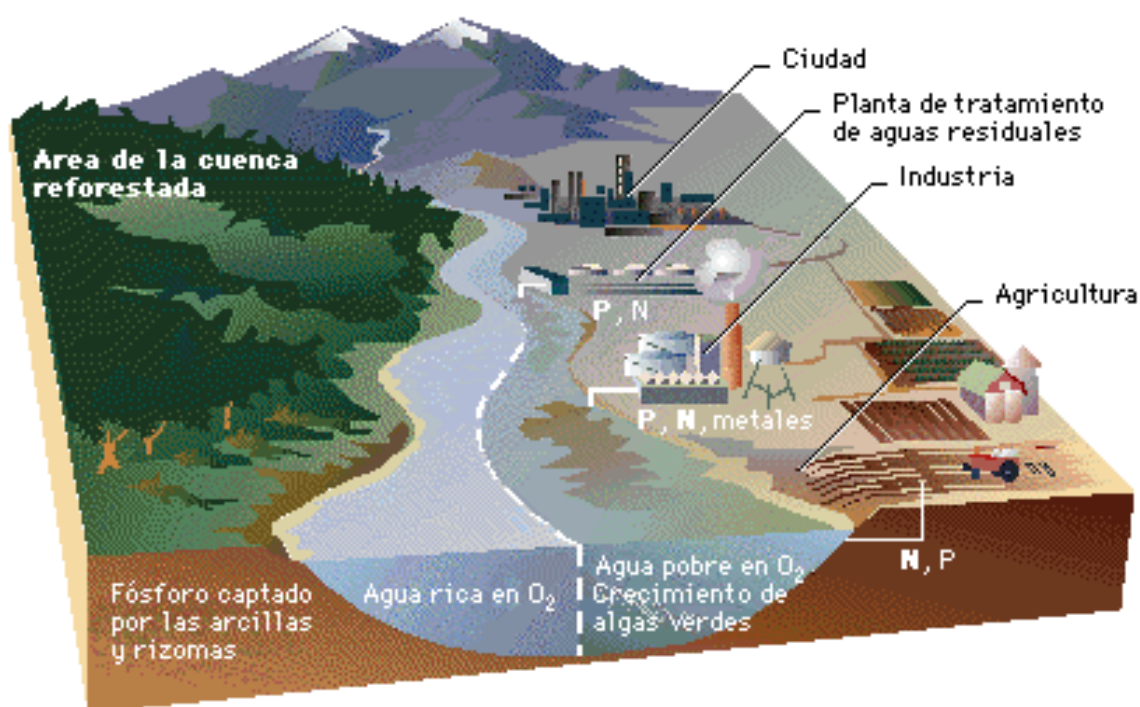 Ciudad
Planta de tratamiento
de aguas residuales
Industria
Area de la cuenca
reforestada
Agricultura
P, N
P, N, metales
N, P
Agua pobre en O₂
Crecimiento de
algas verdes
Agua rica en O₂
Fósforo captado
por las arcillas
y rizomas